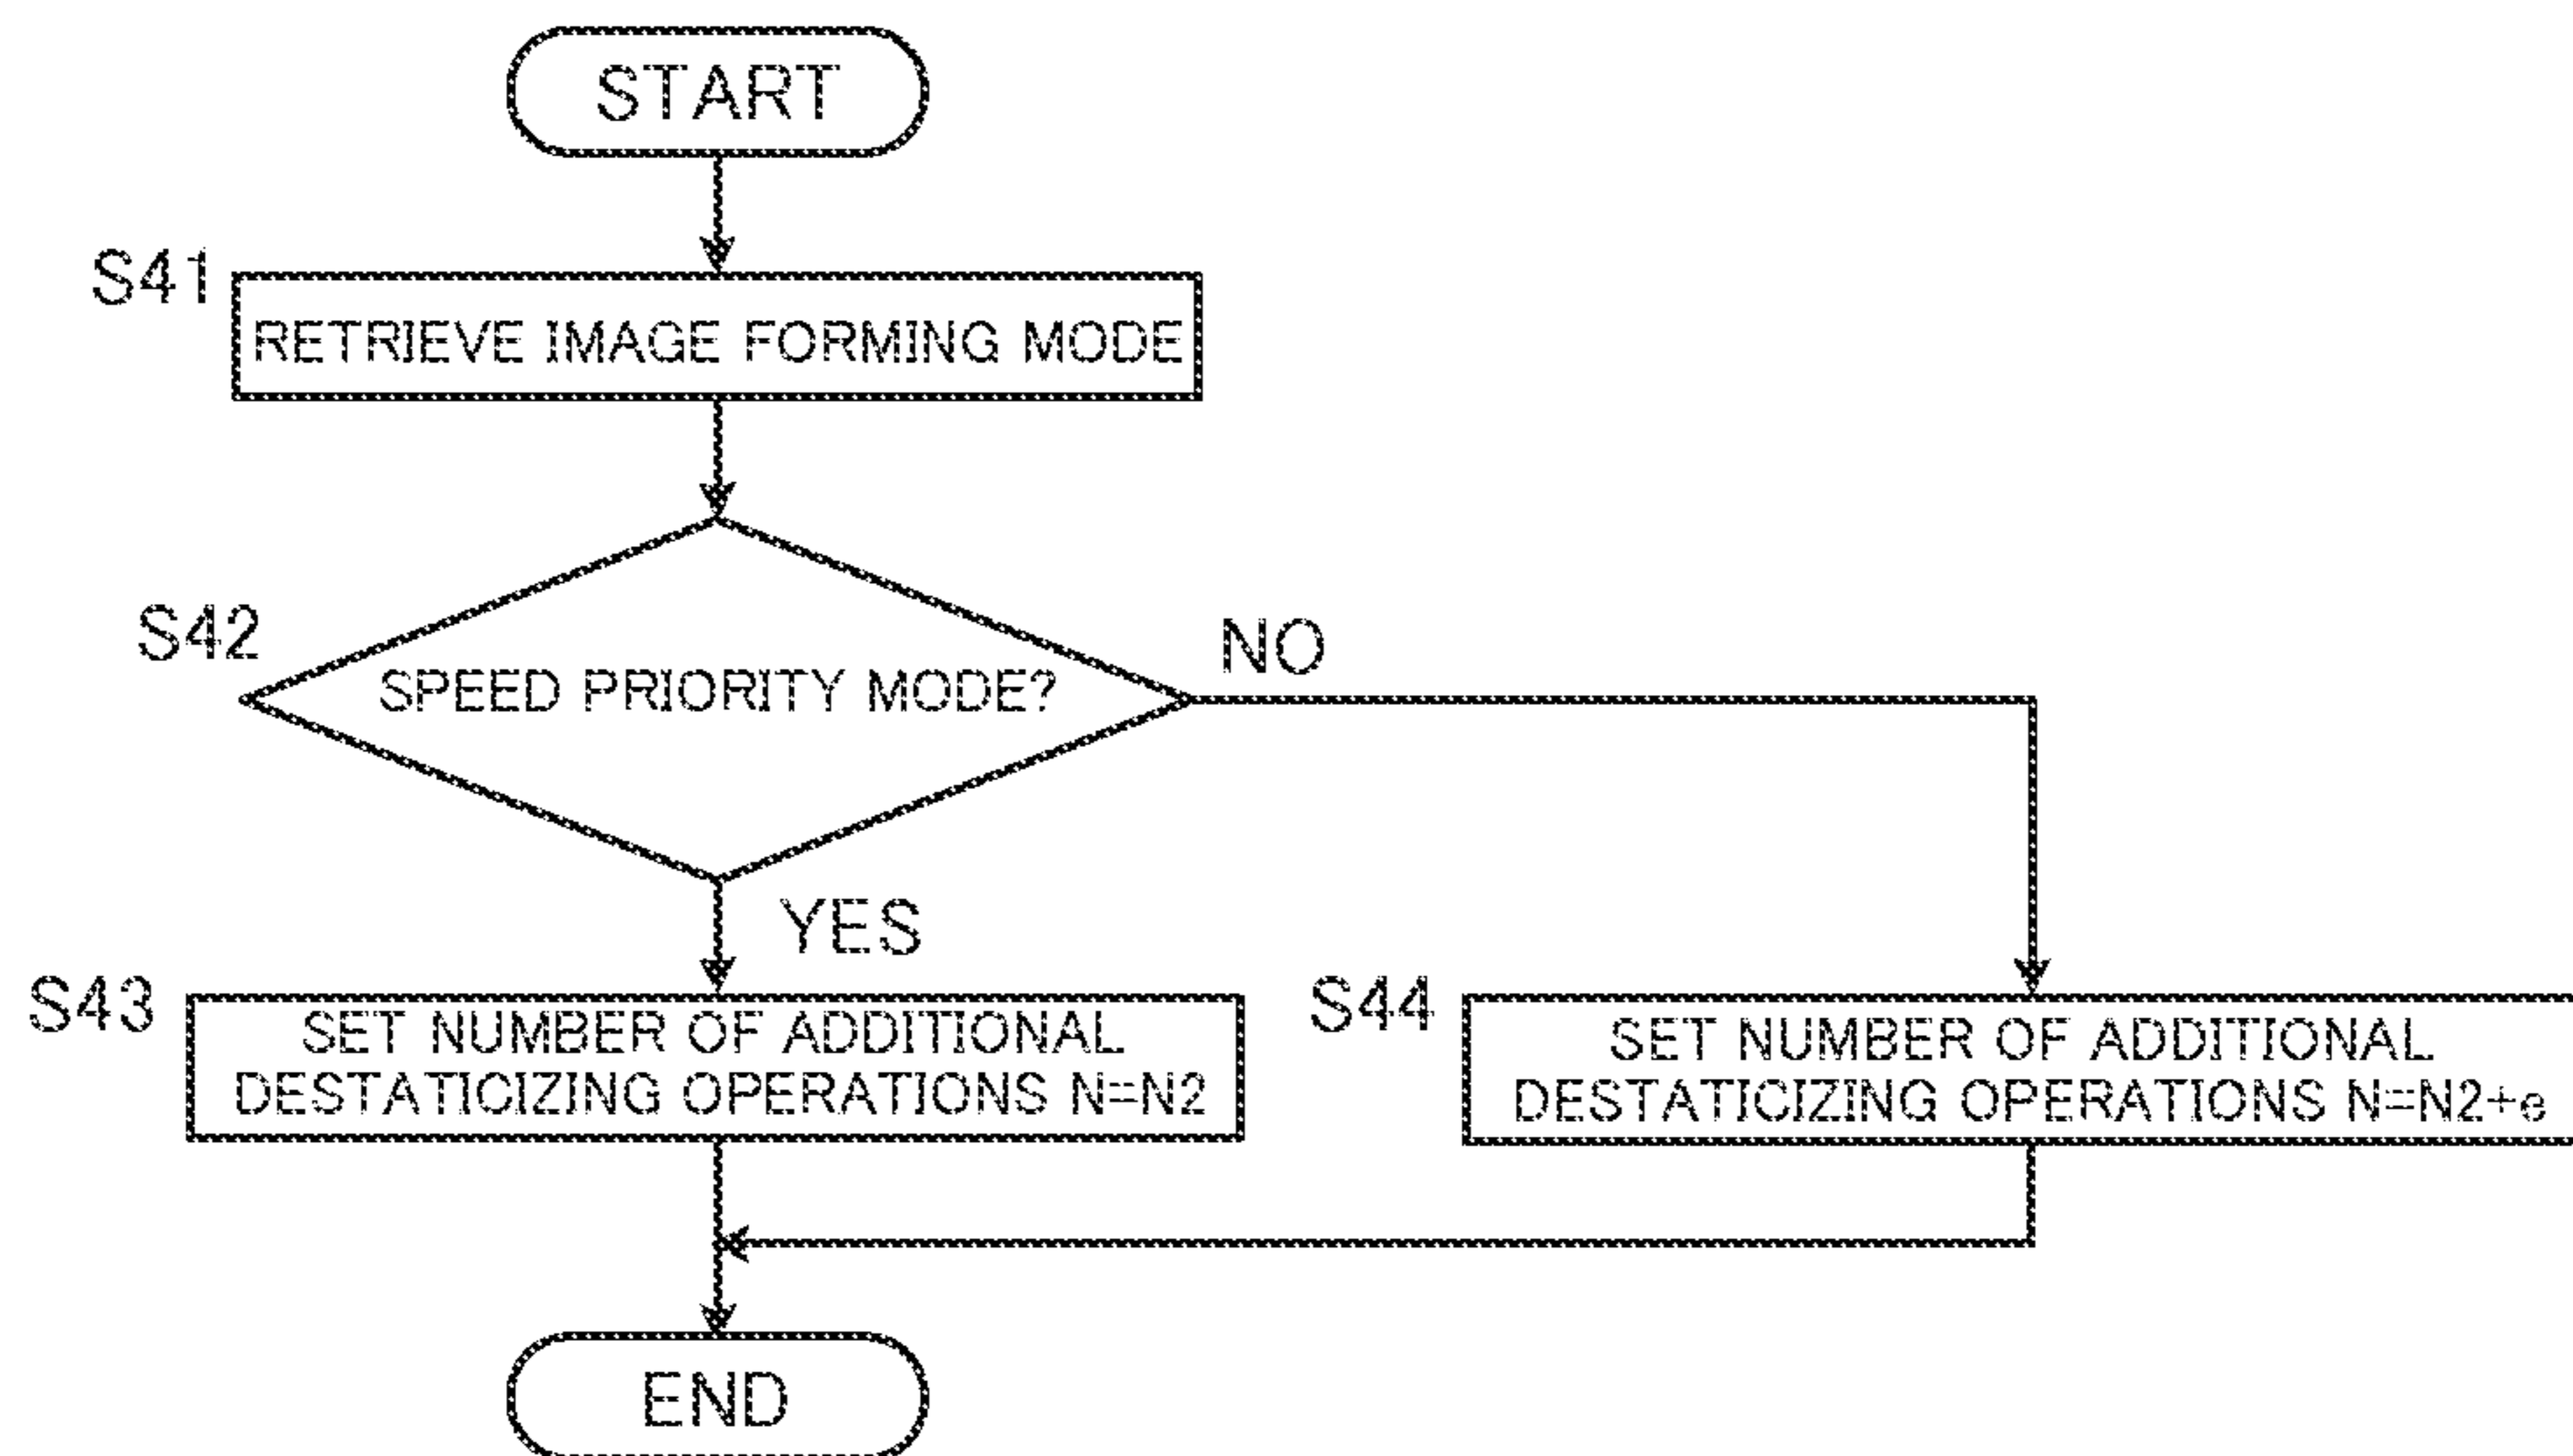 START
S41
RETRIEVE IMAGE FORMING MODE
S42
SPEED PRIORITY MODE?
NO
YES
S43
SET NUMBER OF ADDITIONAL
DESTATICIZING OPERATIONS N=N2
S44
SET NUMBER OF ADDITIONAL
DESTATICIZING OPERATIONS N=N2+e
END